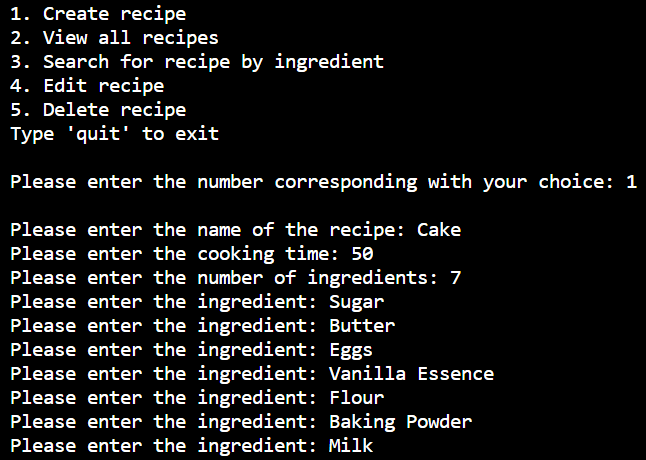 1. Create recipe
2. View all recipes
3. Search for recipe by ingredient
4. Edit recipe
5. Delete recipe
Type 'quit' to exit
Please enter the number corresponding with your choice: 1
Please enter the name of the recipe: Cake
Please enter the cooking time: 50
Please enter the number of ingredients: 7
Please enter the ingredient: Sugar
Please enter the ingredient: Butter
Please enter the ingredient: Eggs
Please enter the ingredient: Vanilla Essence
Please enter the ingredient: Flour
Please enter the ingredient: Baking Powder
Please enter the ingredient: Milk